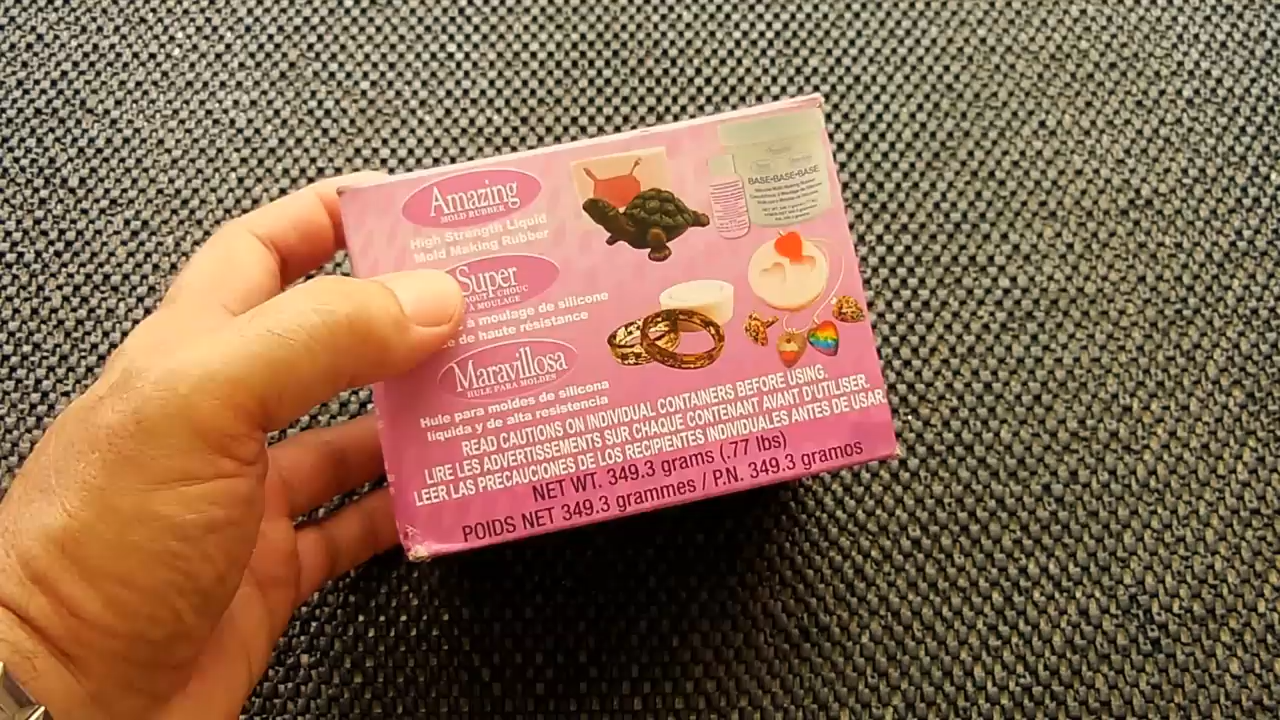 Amazing
MOLD RUBBER
High Strength Liquid
Mold Making Rubber
Super
CHOUC
À MOULAGE
à moulage de silicone
de haute résistance
Maravillosa
HULE PARA MOLDES
Hule para moldes de silicona
líquida y de alta resistencia
READ CAUTIONS ON INDIVIDUAL CONTAINERS BEFORE USING.
LIRE LES ADVERTISSEMENTS SUR CHAQUE CONTENANT AVANT D'UTILISER.
LEER LAS PRECAUCIONES DE LOS RECIPIENTES INDIVIDUALES ANTES DE USAR.
NET WT. 349.3 grams (.77 lbs)
POIDS NET 349.3 grammes / P.N. 349.3 gramos
BASE-BASE-BASE